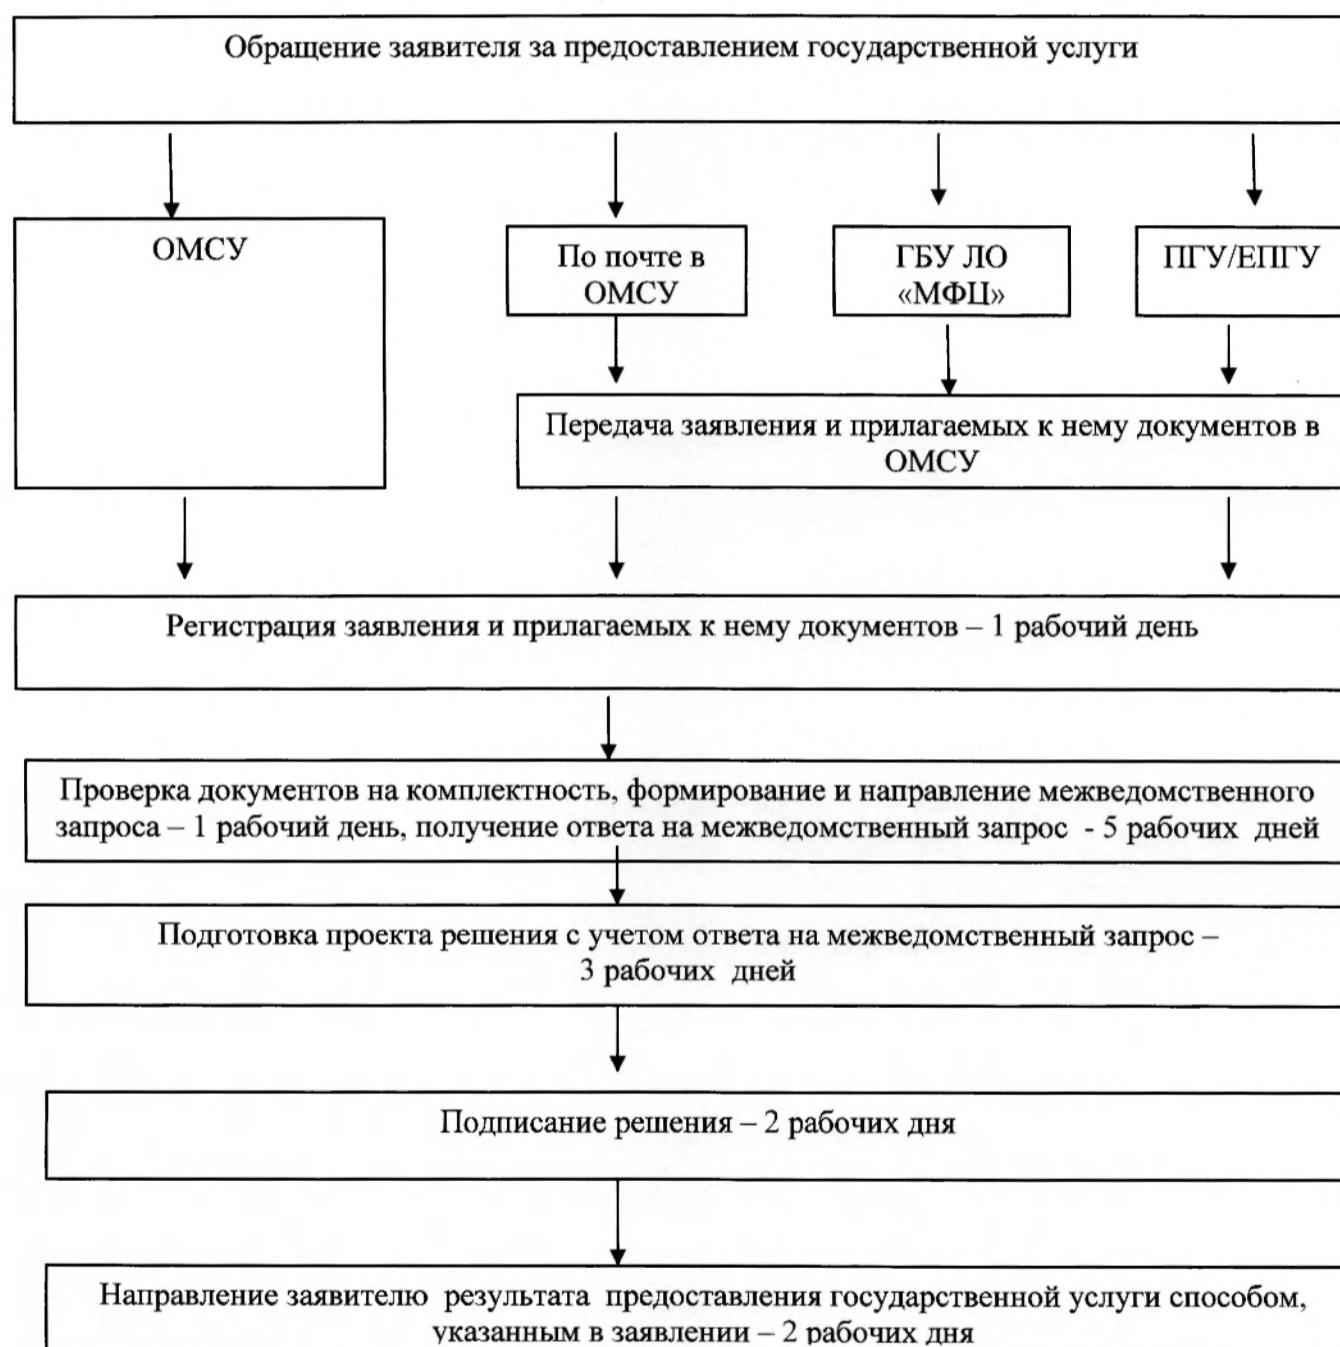 Обращение заявителя за предоставлением государственной услуги
ОМСУ
По почте в
ОМСУ
ГБУ ЛО
«МФЦ»
ПГУ/ЕПГУ
Передача заявления и прилагаемых к нему документов в
ОМСУ
Регистрация заявления и прилагаемых к нему документов – 1 рабочий день
Проверка документов на комплектность, формирование и направление межведомственного
запроса – 1 рабочий день, получение ответа на межведомственный запрос - 5 рабочих дней
Подготовка проекта решения с учетом ответа на межведомственный запрос –
3 рабочих дней
Подписание решения – 2 рабочих дня
Направление заявителю результата предоставления государственной услуги способом,
указанным в заявлении – 2 рабочих дня